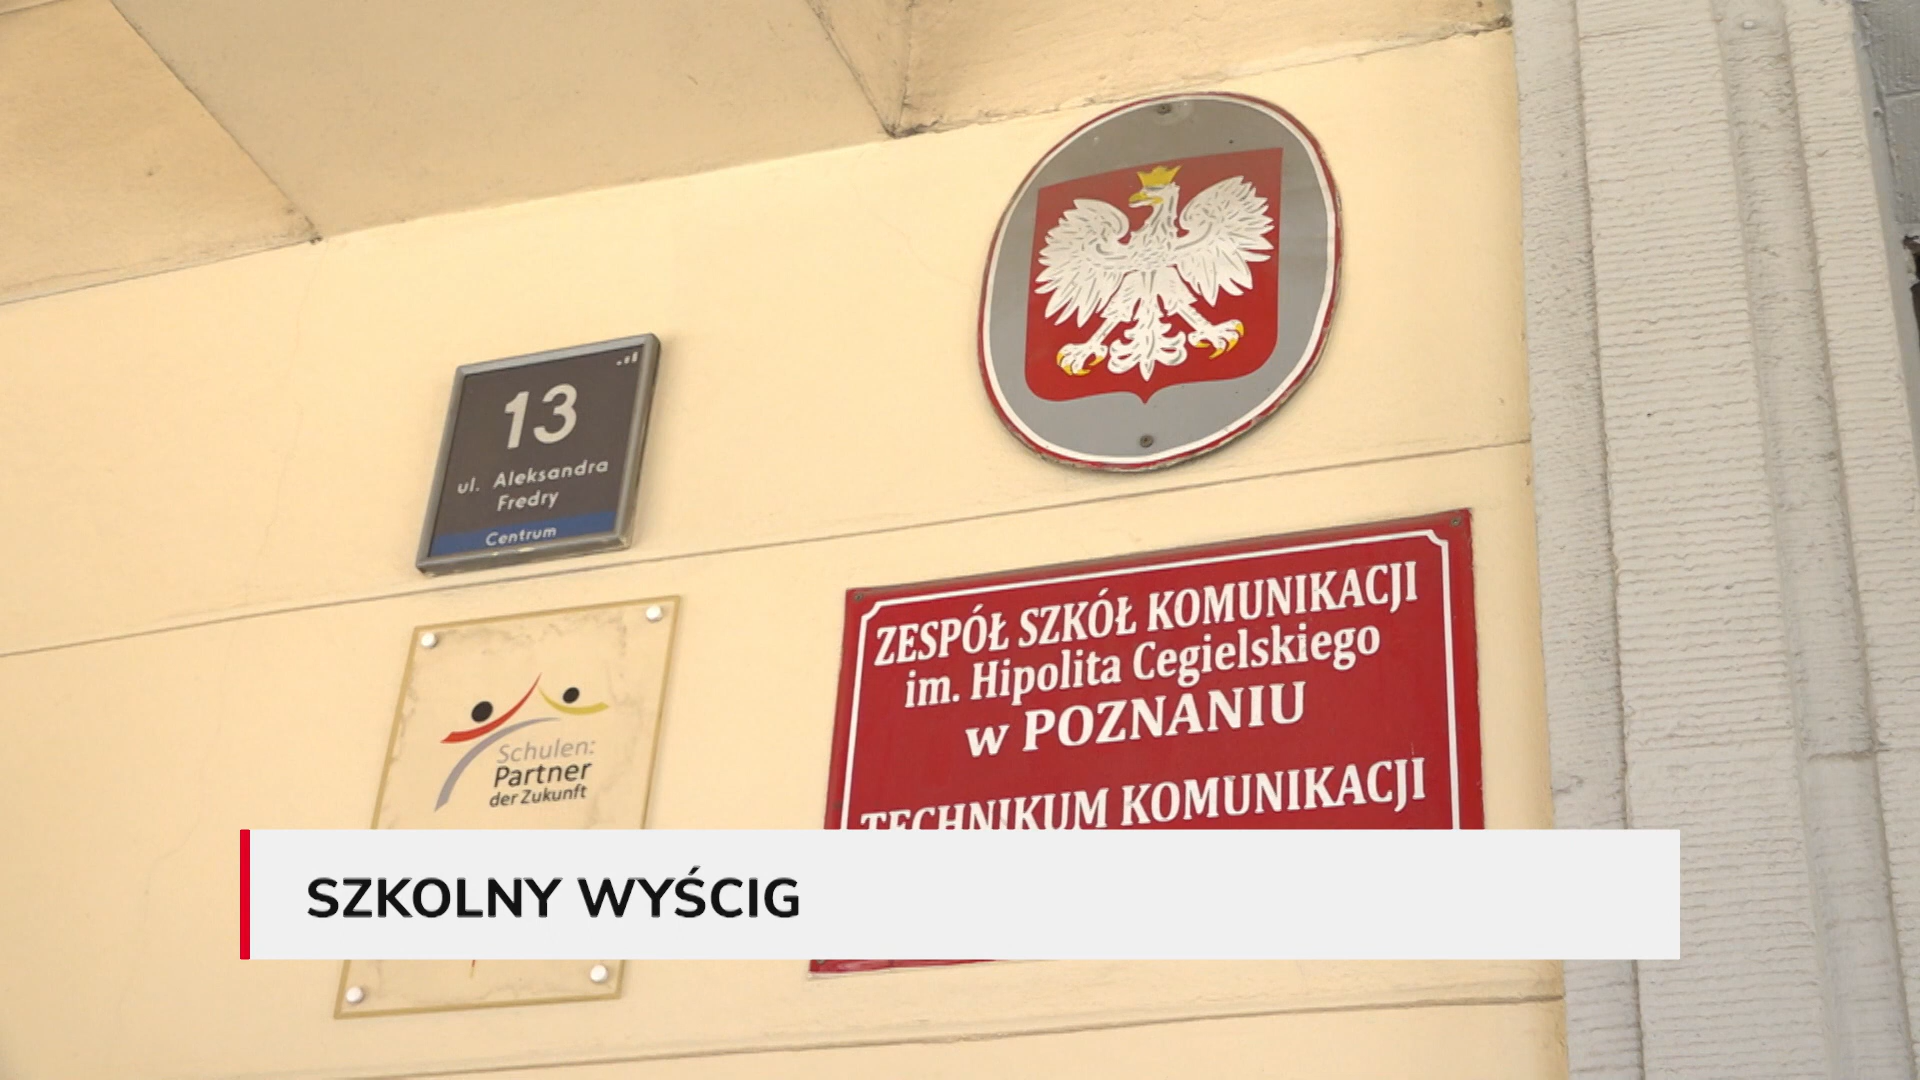 13
ul. Aleksandra
Fredry
Centrum
Schulen:
Partner
der Zukunft
ZESPÓŁ SZKÓŁ KOMUNIKACJI
im. Hipolita Cegielskiego
w POZNANIU
TECHNIKUM KOMUNIKACJI
SZKOLNY WYŚCIG